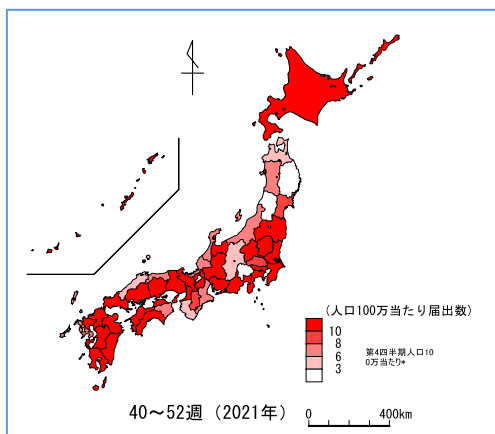 (人口100万当たり届出数)
10
8
6
3
第4四半期人口10
0万当たり*
40～52週 (2021年)
0
400km